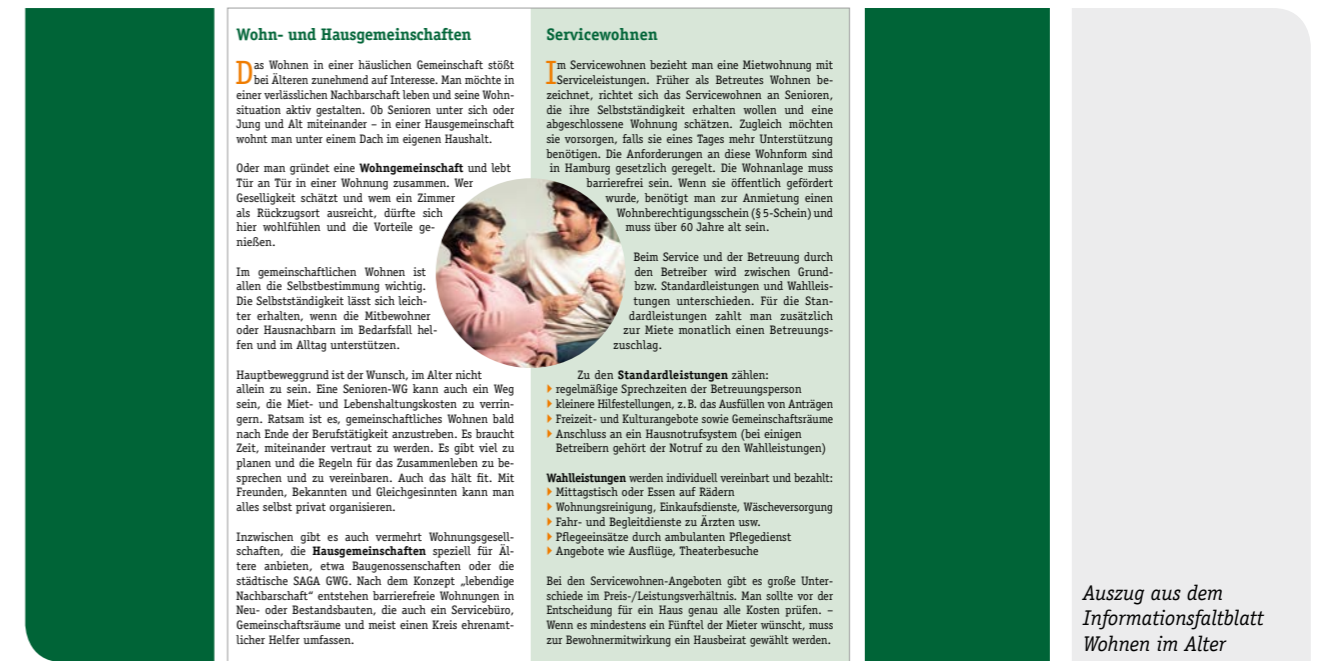 Wohn- und Hausgemeinschaften
Das Wohnen in einer häuslichen Gemeinschaft stößt
bei Älteren zunehmend auf Interesse. Man möchte in
einer verlässlichen Nachbarschaft leben und seine Wohn-
situation aktiv gestalten. Ob Senioren unter sich oder
Jung und Alt miteinander – in einer Hausgemeinschaft
wohnt man unter einem Dach im eigenen Haushalt.
Oder man gründet eine Wohngemeinschaft und lebt
Tür an Tür in einer Wohnung zusammen. Wer
Geselligkeit schätzt und wem ein Zimmer
als Rückzugsort ausreicht, dürfte sich
hier wohlfühlen und die Vorteile ge-
nießen.
Im gemeinschaftlichen Wohnen ist
allen die Selbstbestimmung wichtig.
Die Selbstständigkeit lässt sich leich-
ter erhalten, wenn die Mitbewohner
oder Hausnachbarn im Bedarfsfall hel-
fen und im Alltag unterstützen.
Hauptbeweggrund ist der Wunsch, im Alter nicht
allein zu sein. Eine Senioren-WG kann auch ein Weg
sein, die Miet- und Lebenshaltungskosten zu verrin-
gern. Ratsam ist es, gemeinschaftliches Wohnen bald
nach Ende der Berufstätigkeit anzustreben. Es braucht
Zeit, miteinander vertraut zu werden. Es gibt viel zu
planen und die Regeln für das Zusammenleben zu be-
sprechen und zu vereinbaren. Auch das hält fit. Mit
Freunden, Bekannten und Gleichgesinnten kann man
alles selbst privat organisieren.
Inzwischen gibt es auch vermehrt Wohnungsgesell-
schaften, die Hausgemeinschaften speziell für Äl-
tere anbieten, etwa Baugenossenschaften oder die
städtische SAGA GWG. Nach dem Konzept „lebendige
Nachbarschaft“ entstehen barrierefreie Wohnungen in
Neu- oder Bestandsbauten, die auch ein Servicebüro,
Gemeinschaftsräume und meist einen Kreis ehrenamt-
licher Helfer umfassen.
Servicewohnen
Im Servicewohnen bezieht man eine Mietwohnung mit
Serviceleistungen. Früher als Betreutes Wohnen be-
zeichnet, richtet sich das Servicewohnen an Senioren,
die ihre Selbstständigkeit erhalten wollen und eine
abgeschlossene Wohnung schätzen. Zugleich möchten
sie vorsorgen, falls sie eines Tages mehr Unterstützung
benötigen. Die Anforderungen an diese Wohnform sind
in Hamburg gesetzlich geregelt. Die Wohnanlage muss
barrierefrei sein. Wenn sie öffentlich gefördert
wurde, benötigt man zur Anmietung einen
Wohnberechtigungsschein (§ 5-Schein) und
muss über 60 Jahre alt sein.
Beim Service und der Betreuung durch
den Betreiber wird zwischen Grund-
bzw. Standardleistungen und Wahlleis-
tungen unterschieden. Für die Stan-
dardleistungen zahlt man zusätzlich
zur Miete monatlich einen Betreuungs-
zuschlag.
Zu den Standardleistungen zählen:
regelmäßige Sprechzeiten der Betreuungsperson
kleinere Hilfestellungen, z. B. das Ausfüllen von Anträgen
Freizeit- und Kulturangebote sowie Gemeinschaftsräume
Anschluss an ein Hausnotrufsystem (bei einigen
Betreibern gehört der Notruf zu den Wahlleistungen)
Wahlleistungen werden individuell vereinbart und bezahlt:
Mittagstisch oder Essen auf Rädern
Wohnungsreinigung, Einkaufsdienste, Wäscheversorgung
Fahr- und Begleitdienste zu Ärzten usw.
Pflegeeinsätze durch ambulanten Pflegedienst
Angebote wie Ausflüge, Theaterbesuche
Bei den Servicewohnen-Angeboten gibt es große Unter-
schiede im Preis-/Leistungsverhältnis. Man sollte vor der
Entscheidung für ein Haus genau alle Kosten prüfen. –
Wenn es mindestens ein Fünftel der Mieter wünscht, muss
zur Bewohnermitwirkung ein Hausbeirat gewählt werden.
Auszug aus dem
Informationsfaltblatt
Wohnen im Alter